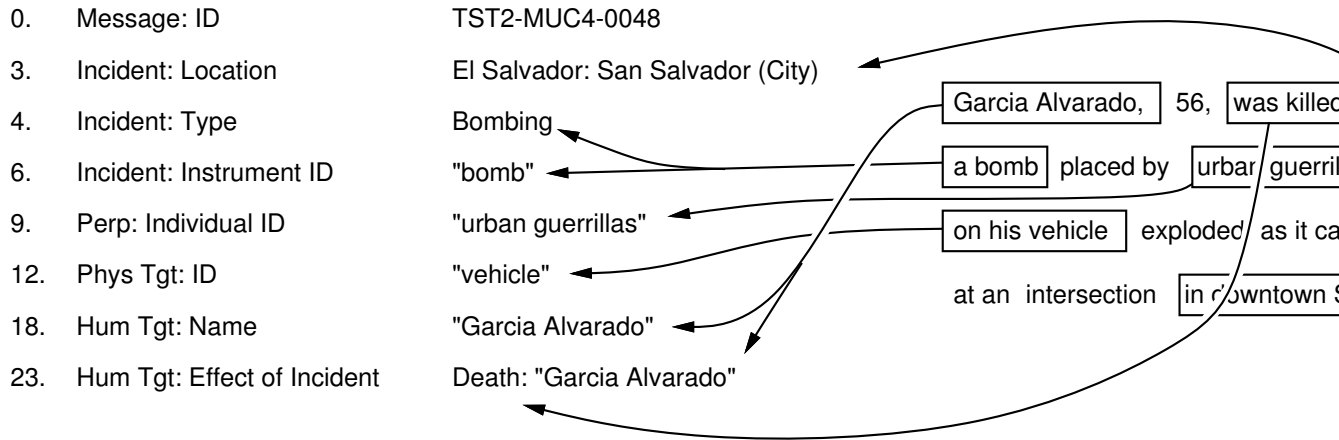 0. Message: ID TST2-MUC4-0048
3. Incident: Location El Salvador: San Salvador (City)
4. Incident: Type Bombing
6. Incident: Instrument ID "bomb"
9. Perp: Individual ID "urban guerrillas"
12. Phys Tgt: ID "vehicle"
18. Hum Tgt: Name "Garcia Alvarado"
23. Hum Tgt: Effect of Incident Death: "Garcia Alvarado"
Garcia Alvarado, 56, was killed
a bomb placed by urban
on his vehicle exploded as it
at an intersection in downtown